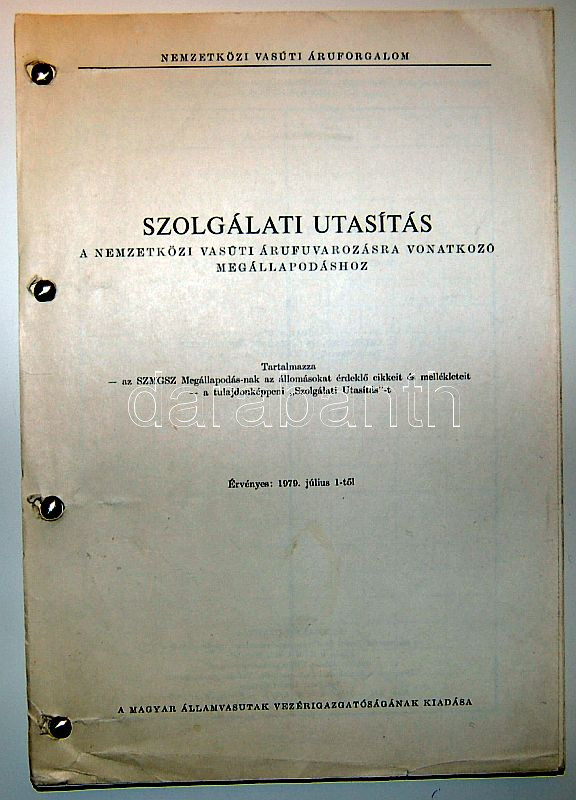 NEMZETKÖZI VASÚTI ÁRUFORGALOM
SZOLGÁLATI UTASÍTÁS
A NEMZETKÖZI VASÚTI ÁRUFUVAROZÁSRA VONATKOZÓ
MEGÁLLAPODÁSHOZ
Tartalmazza
— az SZMGSZ Megállapodás-nak az állomásokat érdeklő cikkeit és mellékleteit
— a tulajdonképpeni „Szolgálati Utasítás"-t
darabanth
Érvényes: 1979. július 1-től
A MAGYAR ÁLLAMVASUTAK VEZÉRIGAZGATÓSÁGÁNAK KIADÁSA